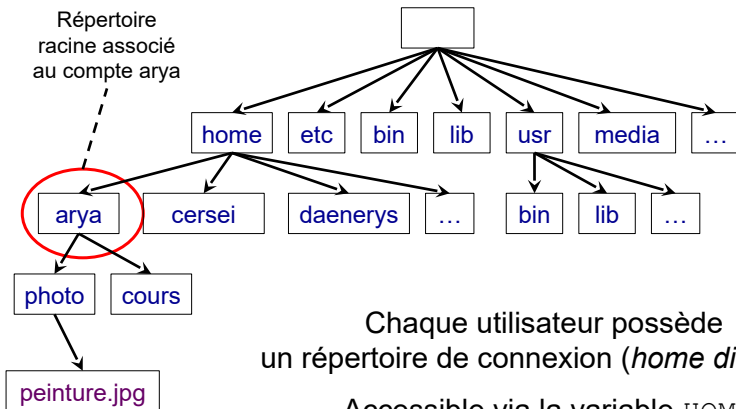 Répertoire
racine associé
au compte arya
home etc bin lib usr media …
arya cersei daenerys … bin lib …
photo cours
Chaque utilisateur possède
un répertoire de connexion (home di
peinture.jpg
Accessible via la variable HOM